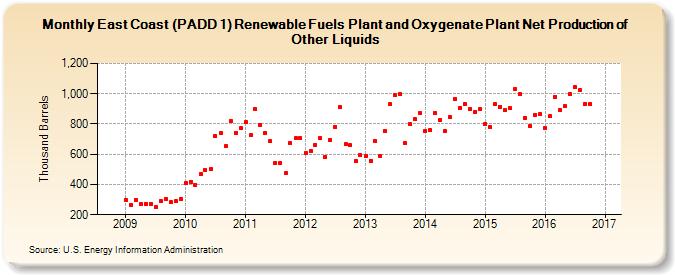 Monthly East Coast (PADD 1) Renewable Fuels Plant and Oxygenate Plant Net Production of
Other Liquids
Thousand Barrels
1,200
1,000
800
600
400
200
2009 2010 2011 2012 2013 2014 2015 2016 2017
Source: U.S. Energy Information Administration